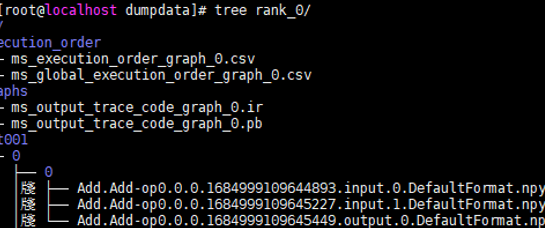 [root@localhost dumpdata]# tree rank_0/
/
ecution_order
- ms_execution_order_graph_0.csv
- ms_global_execution_order_graph_0.csv
aphs
- ms_output_trace_code_graph_0.ir
- ms_output_trace_code_graph_0.pb
t001
- 0
├── 0
│牋 ├── Add.Add-op0.0.0.1684999109644893.input.0.DefaultFormat.npy
│牋 ├── Add.Add-op0.0.0.1684999109645227.input.1.DefaultFormat.npy
│牋 └── Add.Add-op0.0.0.1684999109645449.output.0.DefaultFormat.npy